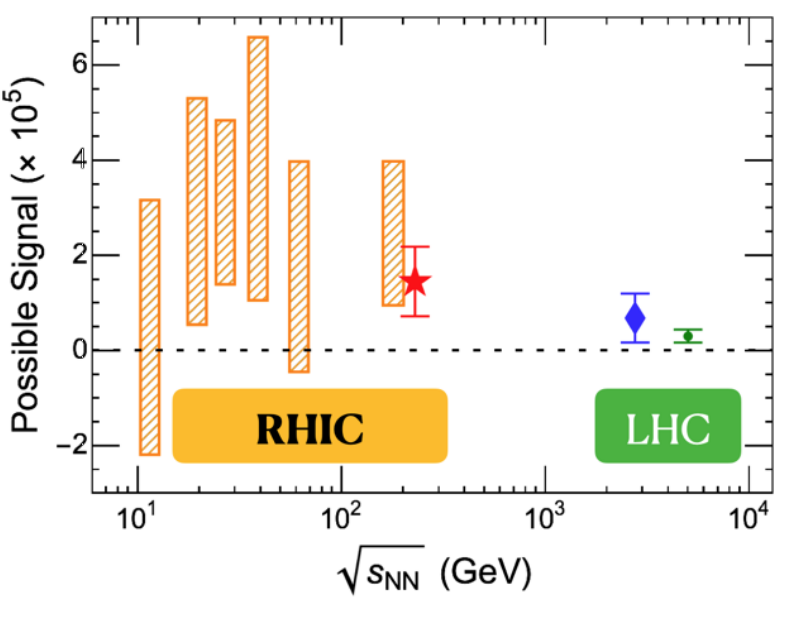 Possible Signal (× 10⁵)
6
4
2
0
−2
RHIC
LHC
10¹
10²
10³
10⁴
√sNN (GeV)